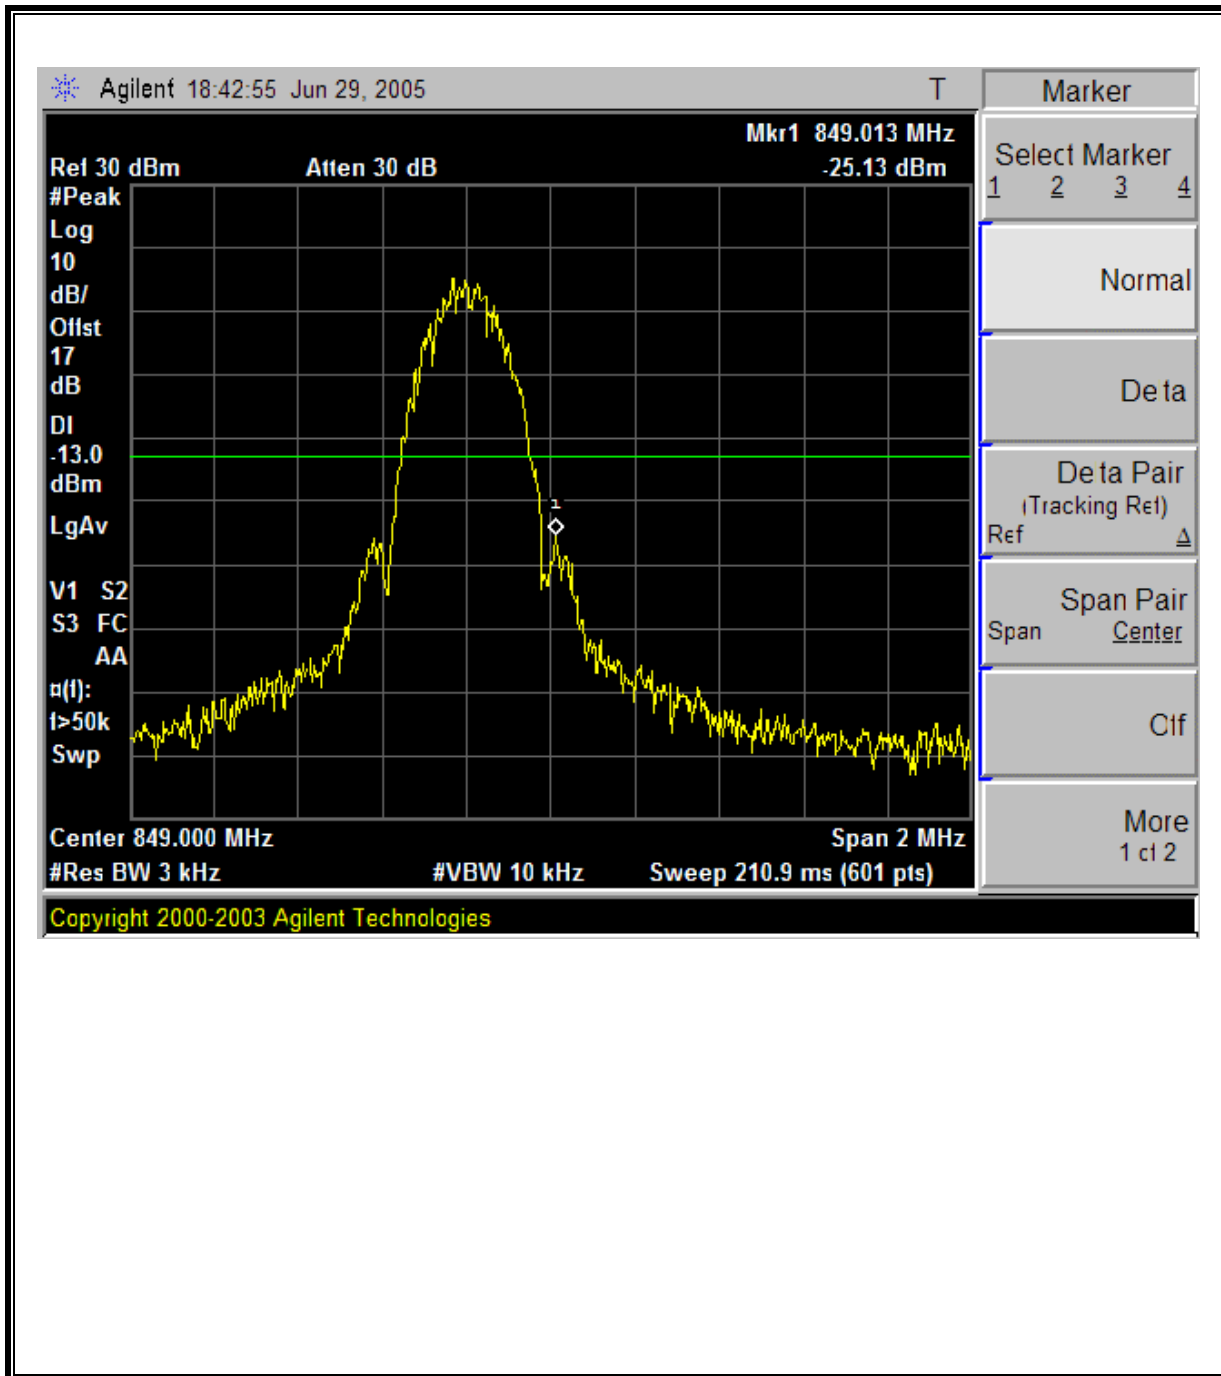 Agilent 18:42:55 Jun 29, 2005 T
Mkr1 849.013 MHz
Ref 30 dBm Atten 30 dB -25.13 dBm
#Peak
Log
10
dB/
Offst
17
dB
DI
-13.0
dBm
LgAv
V1 S2
S3 FC
AA
¤(f):
f>50k
Swp
1
Center 849.000 MHz Span 2 MHz
#Res BW 3 kHz #VBW 10 kHz Sweep 210.9 ms (601 pts)
Copyright 2000-2003 Agilent Technologies
Marker
Select Marker
1 2 3 4
Normal
Delta
Delta Pair
(Tracking Ref)
Ref Δ
Span Pair
Span Center
Off
More
1 of 2